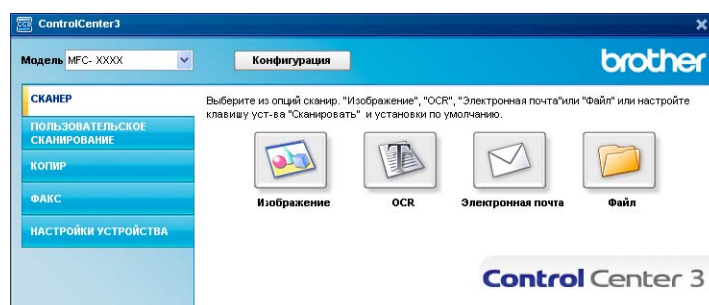 ControlCenter3
Модель MFC- XXXX
Конфигурация
brother
СКАНЕР
Выберите из опций сканир. "Изображение", "OCR", "Электронная почта"или "Файл" или настройте
клавишу уст-ва "Сканировать" и установки по умолчанию.
ПОЛЬЗОВАТЕЛЬСКОЕ
СКАНИРОВАНИЕ
КОПИР
ФАКС
НАСТРОЙКИ УСТРОЙСТВА
Изображение
OCR
Электронная почта
Файл
Control Center 3